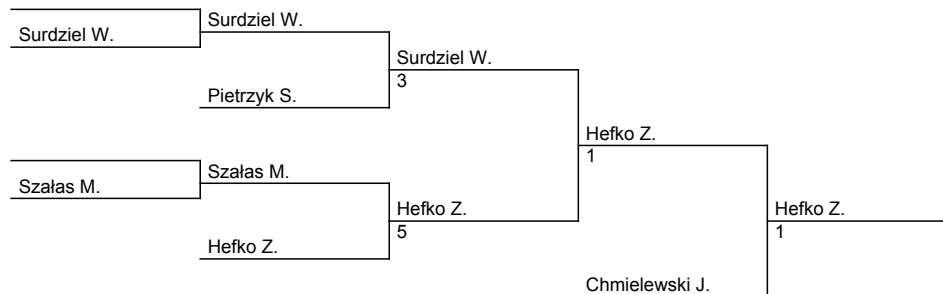 Surdziel W.
Surdziel W.
Surdziel W.
3
Pietrzyk S.
Hefko Z.
1
Szałas M.
Szałas M.
Hefko Z.
5
Hefko Z.
1
Hefko Z.
Chmielewski J.